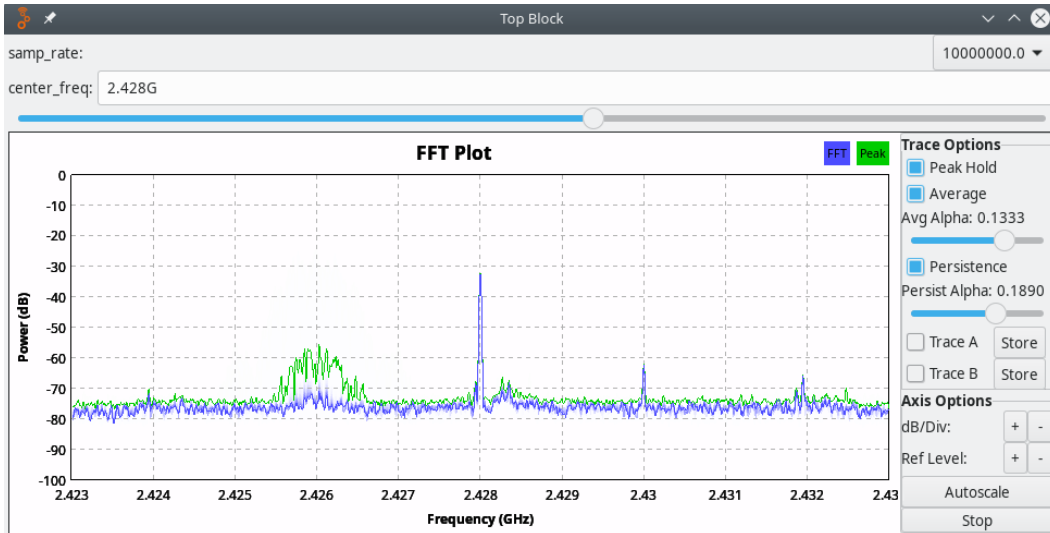 Top Block
samp_rate:
10000000.0
center_freq: 2.428G
FFT Plot
FFT Peak
Power (dB)
0
-10
-20
-30
-40
-50
-60
-70
-80
-90
-100
2.423 2.424 2.425 2.426 2.427 2.428 2.429 2.43 2.431 2.432 2.43
Frequency (GHz)
Trace Options
Peak Hold
Average
Avg Alpha: 0.1333
Persistence
Persist Alpha: 0.1890
Trace A Store
Trace B Store
Axis Options
dB/Div: + -
Ref Level: + -
Autoscale
Stop